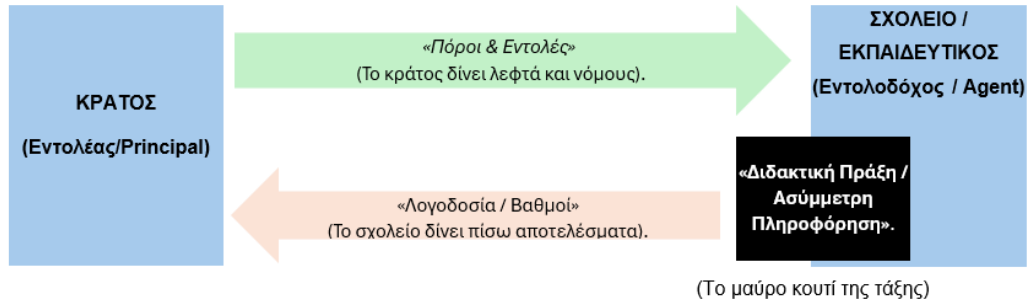 ΚΡΑΤΟΣ
(Εντολέας/Principal)
«Πόροι & Εντολές»
(Το κράτος δίνει λεφτά και νόμους).
ΣΧΟΛΕΙΟ /
ΕΚΠΑΙΔΕΥΤΙΚΟΣ
(Εντολοδόχος / Agent)
«Διδακτική Πράξη /
Ασύμμετρη
Πληροφόρηση».
«Λογοδοσία / Βαθμοί»
(Το σχολείο δίνει πίσω αποτελέσματα).
(Το μαύρο κουτί της τάξης)